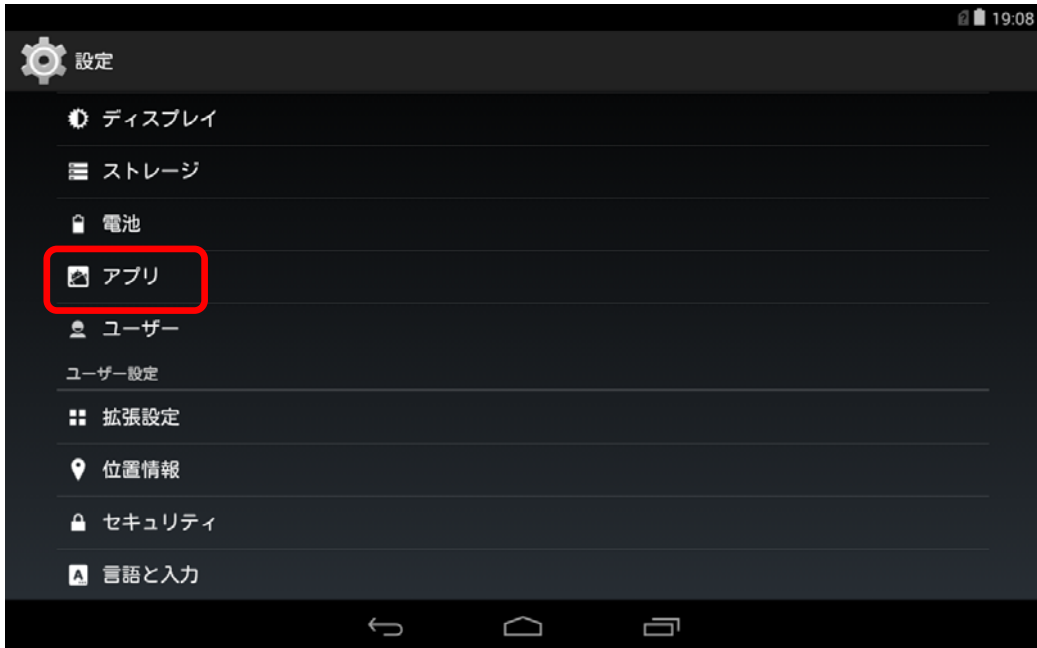 19:08
設定
ディスプレイ
ストレージ
電池
アプリ
ユーザー
ユーザー設定
拡張設定
位置情報
セキュリティ
言語と入力